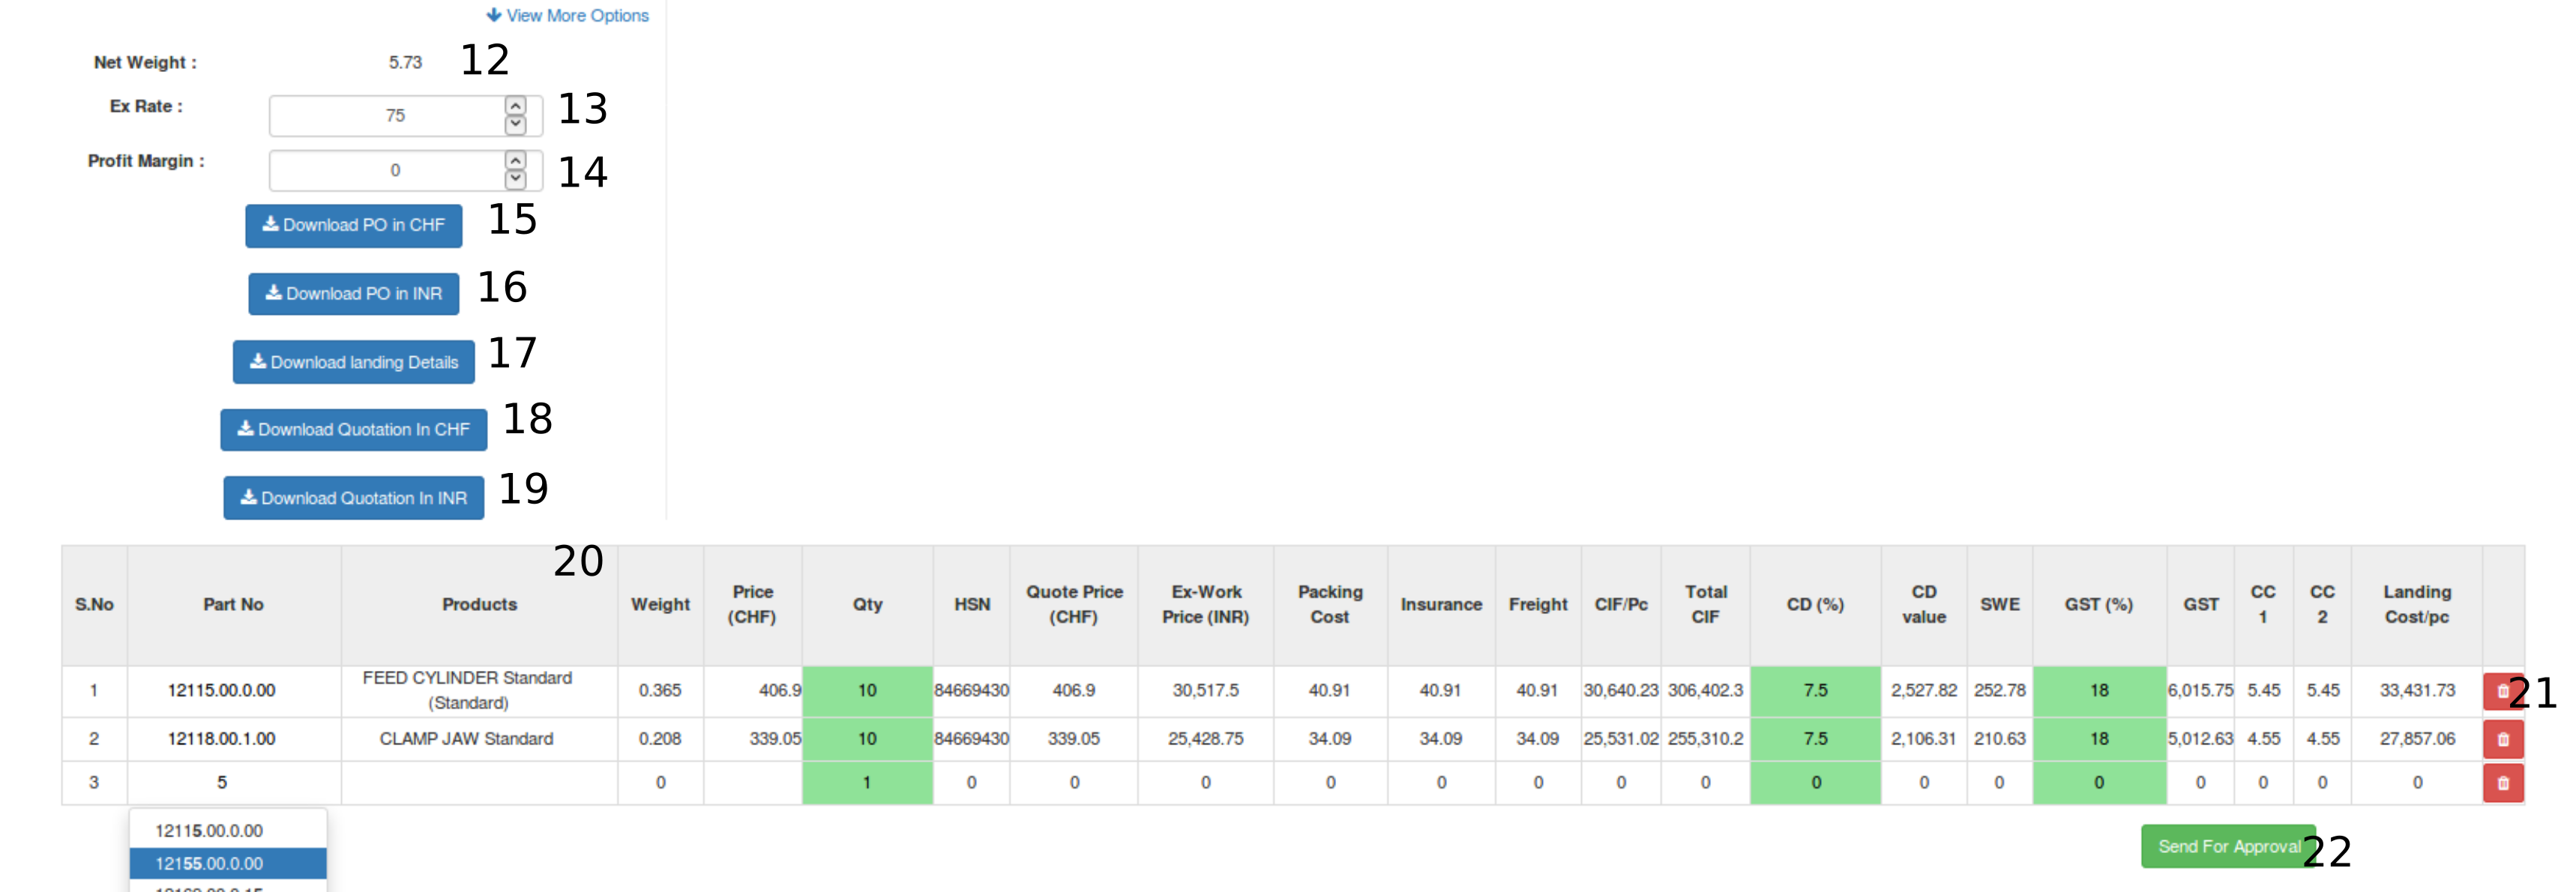 View More Options
Net Weight : 5.73 12
Ex Rate : 75 13
Profit Margin : 0 14
Download PO in CHF 15
Download PO in INR 16
Download landing Details 17
Download Quotation In CHF 18
Download Quotation In INR 19
20
S.No Part No Products Weight Price (CHF) Qty HSN Quote Price (CHF) Ex-Work Price (INR) Packing Cost Insurance Freight CIF/Pc Total CIF CD (%) CD value SWE GST (%) GST CC 1 CC 2 Landing Cost/pc
1 12115.00.0.00 FEED CYLINDER Standard (Standard) 0.365 406.9 10 84669430 406.9 30,517.5 40.91 40.91 40.91 30,640.23 306,402.3 7.5 2,527.82 252.78 18 6,015.75 5.45 5.45 33,431.73 21
2 12118.00.1.00 CLAMP JAW Standard 0.208 339.05 10 84669430 339.05 25,428.75 34.09 34.09 34.09 25,531.02 255,310.2 7.5 2,106.31 210.63 18 5,012.63 4.55 4.55 27,857.06
3 5 0 1 0 0 0 0 0 0 0 0 0 0 0 0 0 0 0 0
12115.00.0.00
12155.00.0.00
Send For Approval 22